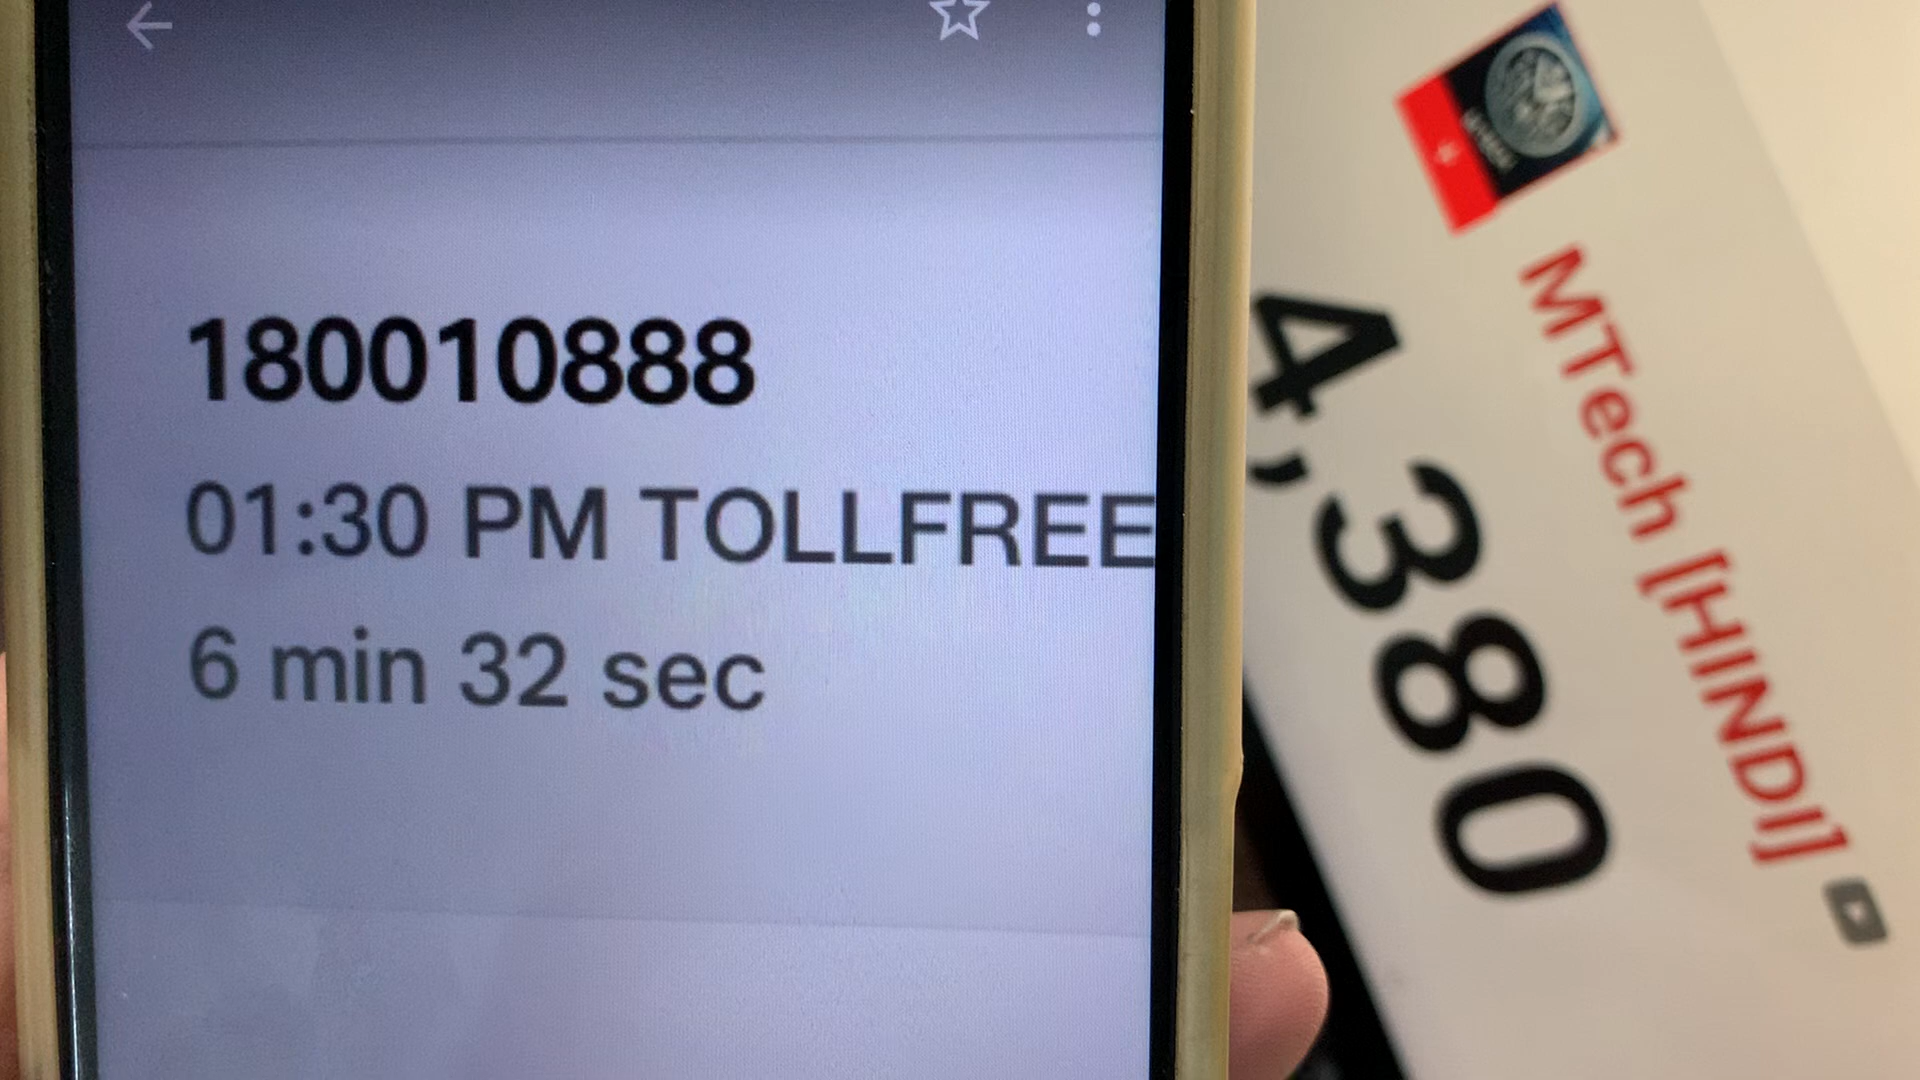 180010888
01:30 PM TOLLFREE
6 min 32 sec
MTech [HINDI]
4,380